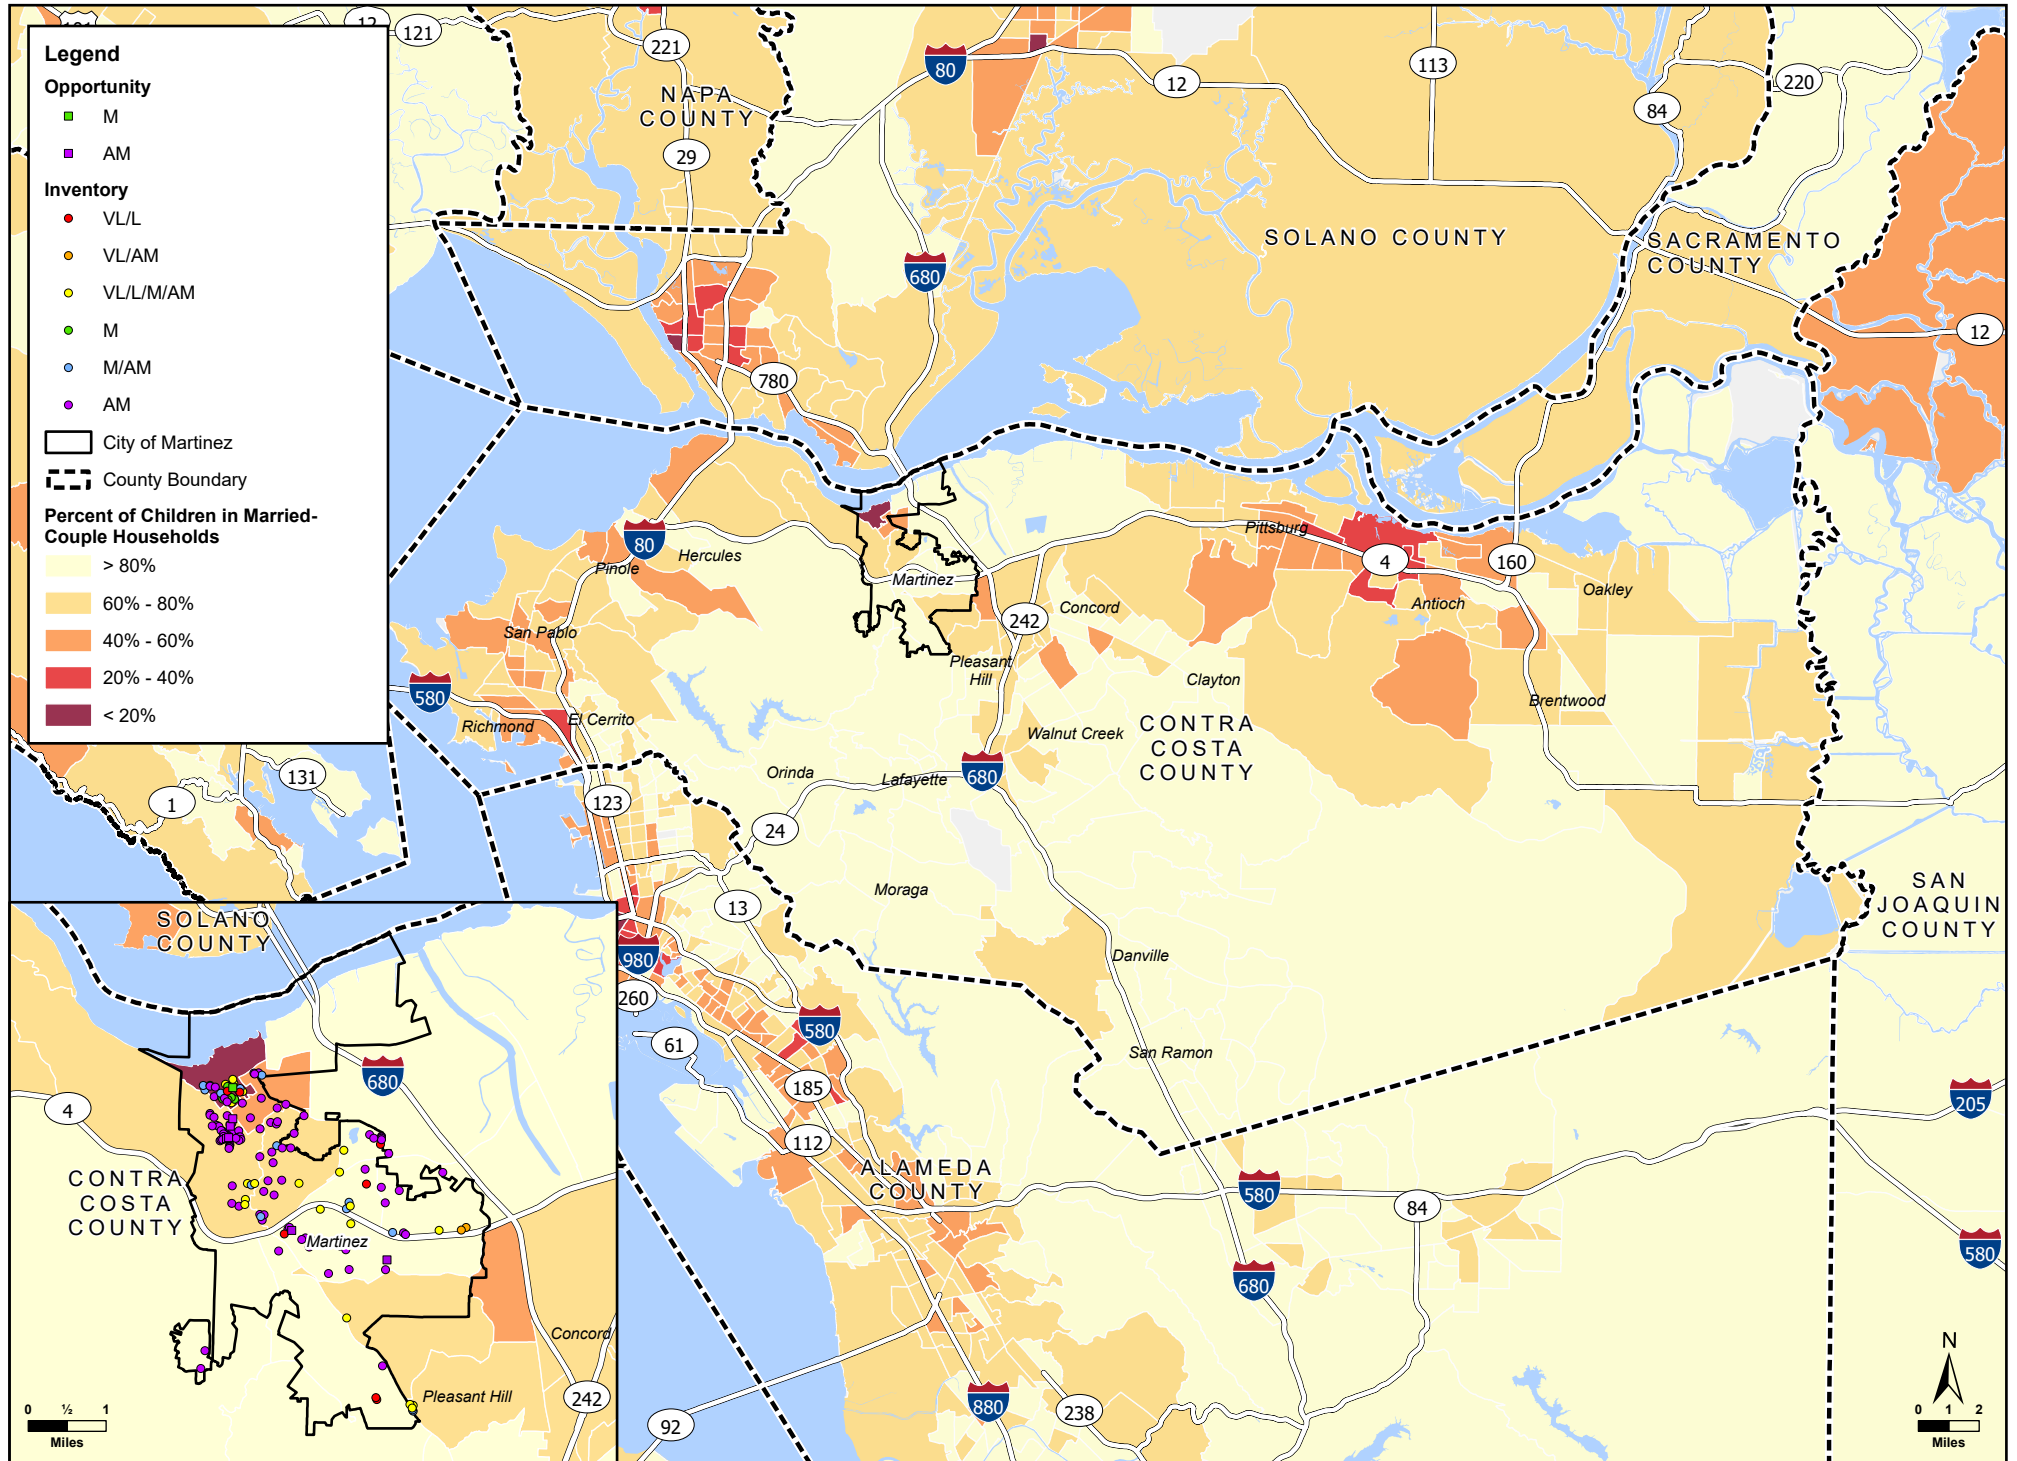 Legend
Opportunity
M
AM
Inventory
VL/L
VL/AM
VL/L/M/AM
M
M/AM
AM
City of Martinez
County Boundary
Percent of Children in Married-
Couple Households
> 80%
60% - 80%
40% - 60%
20% - 40%
< 20%
12
121
221
80
12
113
84
220
NAPA
COUNTY
29
SOLANO COUNTY
SACRAMENTO
COUNTY
680
12
780
80
Hercules
Pinole
Martinez
Pittsburg
4
160
Oakley
Antioch
Concord
242
San Pablo
Pleasant
Hill
Clayton
Brentwood
580
Richmond
El Cerrito
Walnut Creek
CONTRA
COSTA
COUNTY
Orinda
Lafayette
680
131
1
123
24
Moraga
13
SAN
JOAQUIN
COUNTY
980
Danville
260
580
61
San Ramon
185
205
112
ALAMEDA
COUNTY
580
84
580
680
880
238
92
N
0 1 2
Miles
SOLANO
COUNTY
680
4
CONTRA
COSTA
COUNTY
Martinez
Concord
Pleasant Hill
242
0 ½ 1
Miles